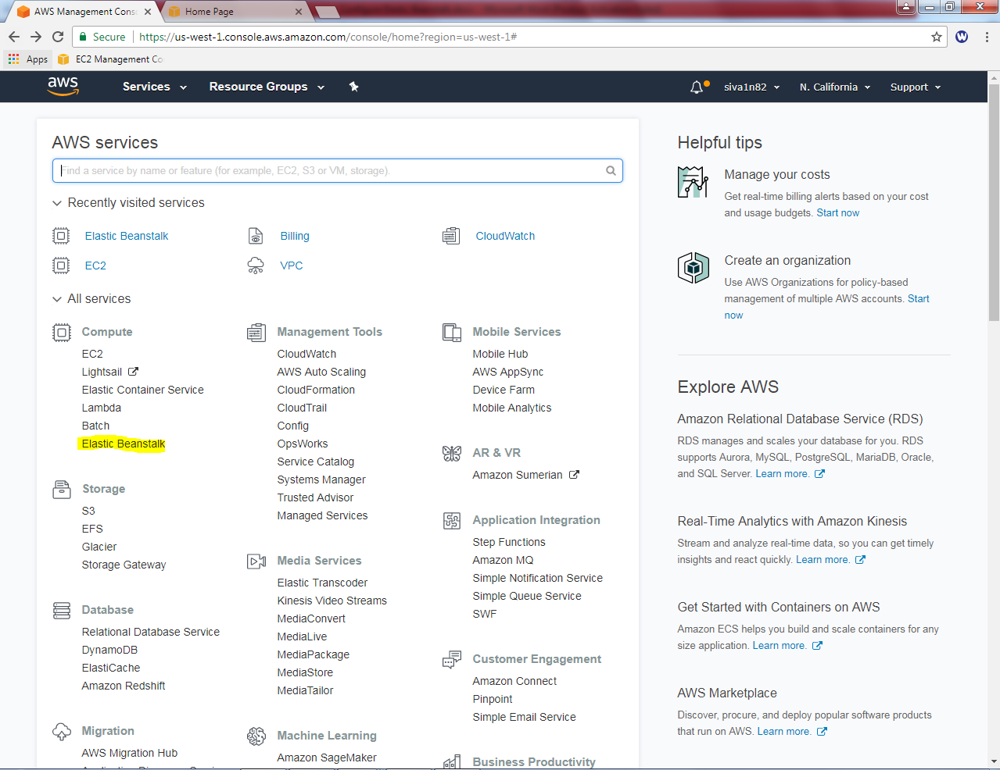 AWS Management Cons
Home Page
Secure
https://us-west-1.console.aws.amazon.com/console/home?region=us-west-1#
Apps
EC2 Management Co
aws
Services
Resource Groups
siva1n82
N. California
Support
AWS services
Find a service by name or feature (for example, EC2, S3 or VM, storage).
Recently visited services
Elastic Beanstalk
Billing
CloudWatch
EC2
VPC
All services
Compute
EC2
Lightsail
Elastic Container Service
Lambda
Batch
Elastic Beanstalk
Storage
S3
EFS
Glacier
Storage Gateway
Database
Relational Database Service
DynamoDB
ElastiCache
Amazon Redshift
Migration
AWS Migration Hub
Management Tools
CloudWatch
AWS Auto Scaling
CloudFormation
CloudTrail
Config
OpsWorks
Service Catalog
Systems Manager
Trusted Advisor
Managed Services
Media Services
Elastic Transcoder
Kinesis Video Streams
MediaConvert
MediaLive
MediaPackage
MediaStore
MediaTailor
Machine Learning
Amazon SageMaker
Mobile Services
Mobile Hub
AWS AppSync
Device Farm
Mobile Analytics
AR & VR
Amazon Sumerian
Application Integration
Step Functions
Amazon MQ
Simple Notification Service
Simple Queue Service
SWF
Customer Engagement
Amazon Connect
Pinpoint
Simple Email Service
Business Productivity
Helpful tips
Manage your costs
Get real-time billing alerts based on your cost
and usage budgets. Start now
Create an organization
Use AWS Organizations for policy-based
management of multiple AWS accounts. Start
now
Explore AWS
Amazon Relational Database Service (RDS)
RDS manages and scales your database for you. RDS
supports Aurora, MySQL, PostgreSQL, MariaDB, Oracle,
and SQL Server. Learn more.
Real-Time Analytics with Amazon Kinesis
Stream and analyze real-time data, so you can get timely
insights and react quickly. Learn more.
Get Started with Containers on AWS
Amazon ECS helps you build and scale containers for any
size application. Learn more.
AWS Marketplace
Discover, procure, and deploy popular software products
that run on AWS. Learn more.